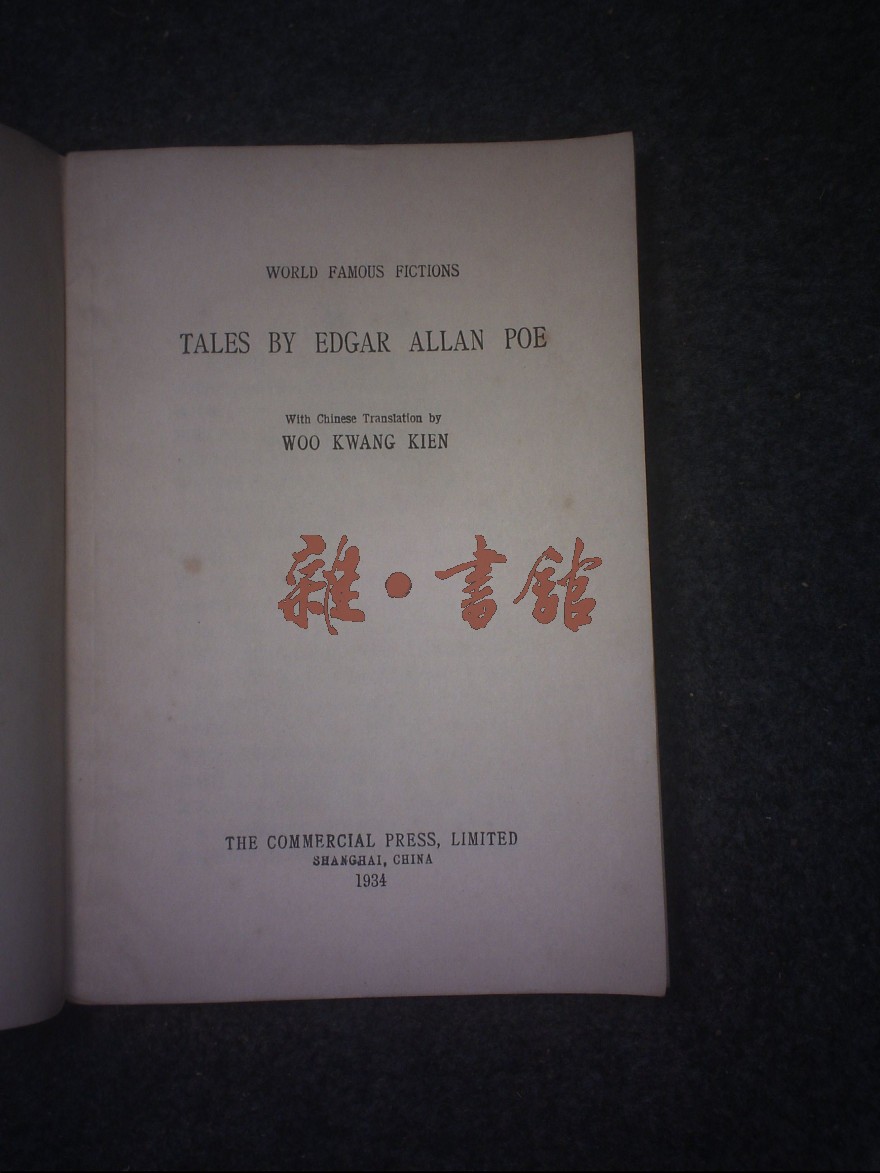 WORLD FAMOUS FICTIONS
TALES BY EDGAR ALLAN POE
With Chinese Translation by
WOO KWANG KIEN
雜·書館
THE COMMERCIAL PRESS, LIMITED
SHANGHAI, CHINA
1934